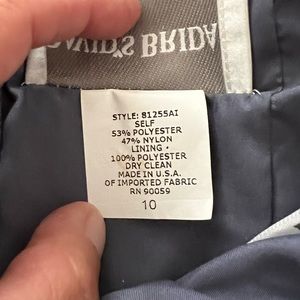 DAVID'S BRIDA
STYLE: 81255AI
SELF
53% POLYESTER
47% NYLON
LINING -
100% POLYESTER
DRY CLEAN
MADE IN U.S.A.
OF IMPORTED FABRIC
RN 90059
10